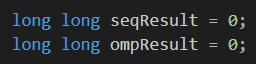 long long seqResult = 0;
long long ompResult = 0;